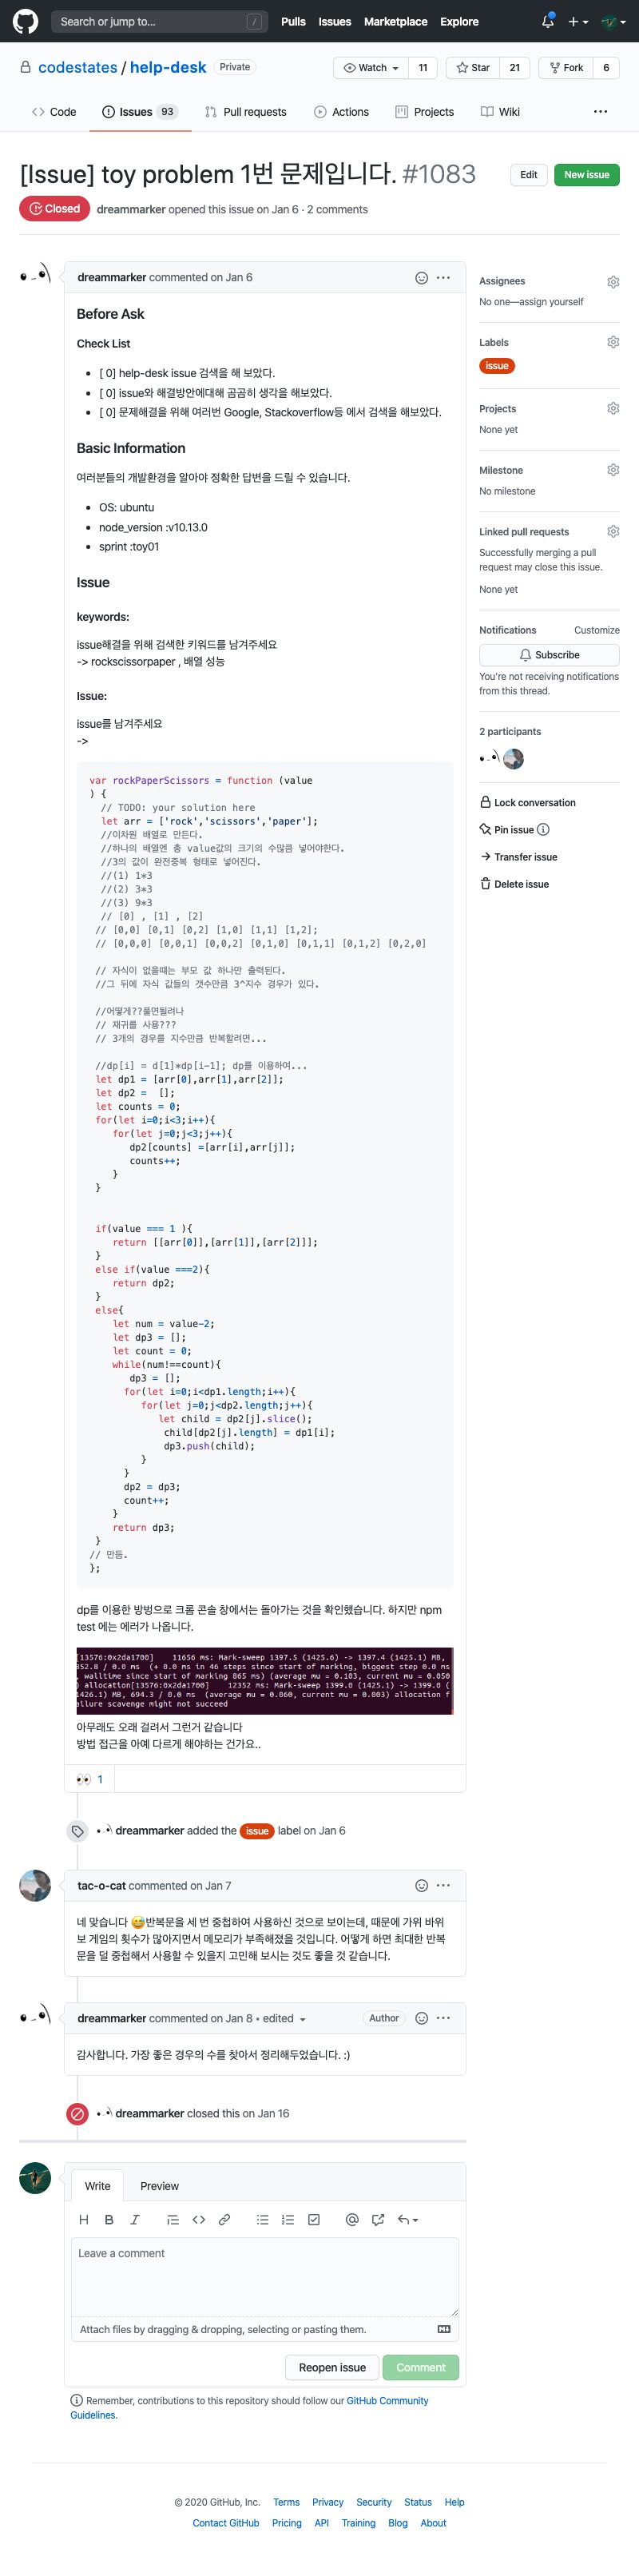 Search or jump to... / Pulls Issues Marketplace Explore
codestates / help-desk Private Watch 11 Star 21 Fork 6
Code Issues 93 Pull requests Actions Projects Wiki ...
[Issue] toy problem 1번 문제입니다. #1083 Edit New issue
Closed dreammarker opened this issue on Jan 6 · 2 comments
dreammarker commented on Jan 6
Before Ask
Check List
• [ 0] help-desk issue 검색을 해 보았다.
• [ 0] issue와 해결방안에대해 곰곰히 생각을 해보았다.
• [ 0] 문제해결을 위해 여러번 Google, Stackoverflow등 에서 검색을 해보았다.
Basic Information
여러분들의 개발환경을 알아야 정확한 답변을 드릴 수 있습니다.
• OS: ubuntu
• node_version :v10.13.0
• sprint :toy01
Issue
keywords:
issue해결을 위해 검색한 키워드를 남겨주세요
-> rockscissorpaper , 배열 성능
Issue:
issue를 남겨주세요
->
var rockPaperScissors = function (value
) {
// TODO: your solution here
let arr = ['rock','scissors','paper'];
//이차원 배열로 만든다.
//하나의 배열엔 총 value값의 크기의 수많큼 넣어야한다.
//3의 값이 완전중복 형태로 넣어진다.
//(1) 1*3
//(2) 3*3
//(3) 9*3
// [0] , [1] , [2]
// [0,0] [0,1] [0,2] [1,0] [1,1] [1,2];
// [0,0,0] [0,0,1] [0,0,2] [0,1,0] [0,1,1] [0,1,2] [0,2,0]
// 자식이 없을떄는 부모 값 하나만 출력된다.
//그 뒤에 자식 값들의 갯수만큼 3^지수 경우가 있다.
//어떻게??풀면될려나
// 재귀를 사용???
// 3개의 경우를 지수만큼 반복할려면...
//dp[i] = d[1]*dp[i-1]; dp를 이용하여...
let dp1 = [arr[0],arr[1],arr[2]];
let dp2 = [];
let counts = 0;
for(let i=0;i<3;i++){
for(let j=0;j<3;j++){
dp2[counts] =[arr[i],arr[j]];
counts++;
}
}
if(value === 1 ){
return [[arr[0]],[arr[1]],[arr[2]]];
}
else if(value ===2){
return dp2;
}
else{
let num = value-2;
let dp3 = [];
let count = 0;
while(num!==count){
dp3 = [];
for(let i=0;i<dp1.length;i++){
for(let j=0;j<dp2.length;j++){
let child = dp2[j].slice();
child[dp2[j].length] = dp1[i];
dp3.push(child);
}
}
dp2 = dp3;
count++;
}
return dp3;
}
// 만듬.
};
dp를 이용한 방벙으로 크롬 콘솔 창에서는 돌아가는 것을 확인했습니다. 하지만 npm
test 에는 에러가 나옵니다.
[13576:0x2da1700] 11656 ms: Mark-sweep 1397.5 (1425.6) -> 1397.4 (1425.1) MB,
852.8 / 0.0 ms (+ 0.0 ms in 46 steps since start of marking, biggest step 0.0 ms
, walltime since start of marking 865 ms) (average mu = 0.103, current mu = 0.050
) allocation[13576:0x2da1700] 12352 ms: Mark-sweep 1399.0 (1425.1) -> 1399.0 (
1426.1) MB, 694.3 / 0.0 ms (average mu = 0.060, current mu = 0.003) allocation f
ailure scavenge might not succeed
아무래도 오래 걸려서 그런거 같습니다
방법 접근을 아예 다르게 해야하는 건가요..
👀 1
dreammarker added the issue label on Jan 6
tac-o-cat commented on Jan 7
네 맞습니다 😅반복문을 세 번 중첩하여 사용하신 것으로 보이는데, 때문에 가위 바위
보 게임의 횟수가 많아지면서 메모리가 부족해졌을 것입니다. 어떻게 하면 최대한 반복
문을 덜 중첩해서 사용할 수 있을지 고민해 보시는 것도 좋을 것 같습니다.
dreammarker commented on Jan 8 • edited Author
감사합니다. 가장 좋은 경우의 수를 찾아서 정리해두었습니다. :)
dreammarker closed this on Jan 16
Write Preview
Leave a comment
Attach files by dragging & dropping, selecting or pasting them.
Reopen issue Comment
Remember, contributions to this repository should follow our GitHub Community
Guidelines.
Assignees
No one—assign yourself
Labels
issue
Projects
None yet
Milestone
No milestone
Linked pull requests
Successfully merging a pull
request may close this issue.
None yet
Notifications Customize
Subscribe
You're not receiving notifications
from this thread.
2 participants
Lock conversation
Pin issue
Transfer issue
Delete issue
© 2020 GitHub, Inc. Terms Privacy Security Status Help
Contact GitHub Pricing API Training Blog About